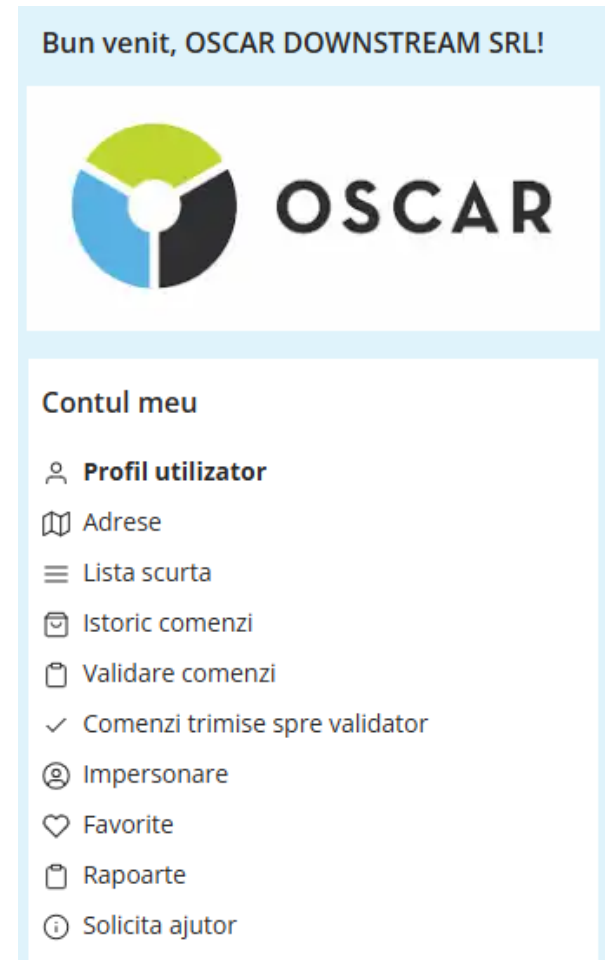 Bun venit, OSCAR DOWNSTREAM SRL!
OSCAR
Contul meu
Profil utilizator
Adrese
Lista scurta
Istoric comenzi
Validare comenzi
Comenzi trimise spre validator
Impersonare
Favorite
Rapoarte
Solicita ajutor